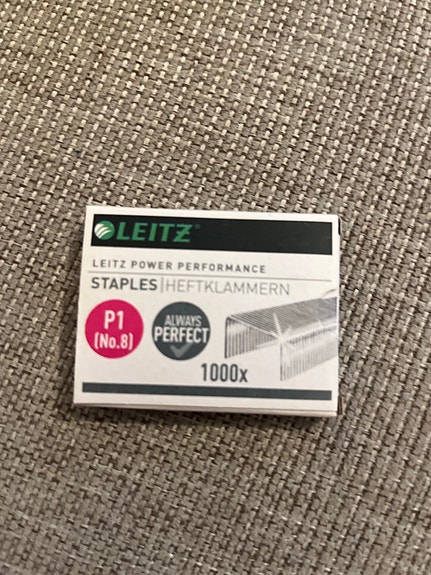 LEITZ®
LEITZ POWER PERFORMANCE
STAPLES|HEFTKLAMMERN
P1
(No.8)
ALWAYS
PERFECT
1000x